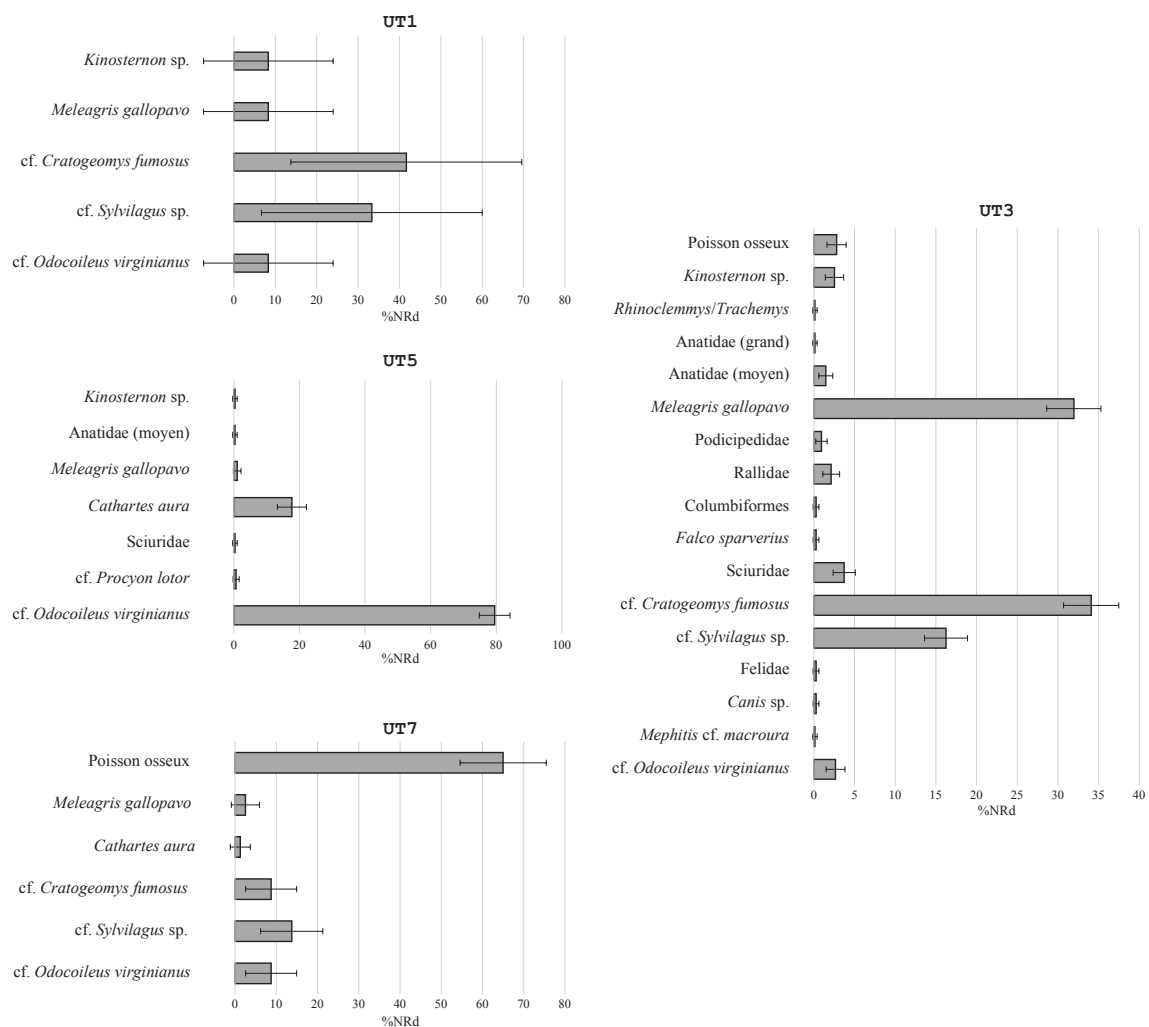 UT1
Kinosternon sp.
Meleagris gallopavo
cf. Cratogeomys fumosus
cf. Sylvilagus sp.
cf. Odocoileus virginianus
0 10 20 30 40 50 60 70 80
%NRd
UT5
Kinosternon sp.
Anatidae (moyen)
Meleagris gallopavo
Cathartes aura
Sciuridae
cf. Procyon lotor
cf. Odocoileus virginianus
0 20 40 60 80 100
%NRd
UT7
Poisson osseux
Meleagris gallopavo
Cathartes aura
cf. Cratogeomys fumosus
cf. Sylvilagus sp.
cf. Odocoileus virginianus
0 10 20 30 40 50 60 70 80
%NRd
UT3
Poisson osseux
Kinosternon sp.
Rhinoclemmys/Trachemys
Anatidae (grand)
Anatidae (moyen)
Meleagris gallopavo
Podicipedidae
Rallidae
Columbiformes
Falco sparverius
Sciuridae
cf. Cratogeomys fumosus
cf. Sylvilagus sp.
Felidae
Canis sp.
Mephitis cf. macroura
cf. Odocoileus virginianus
0 5 10 15 20 25 30 35 40
%NRd